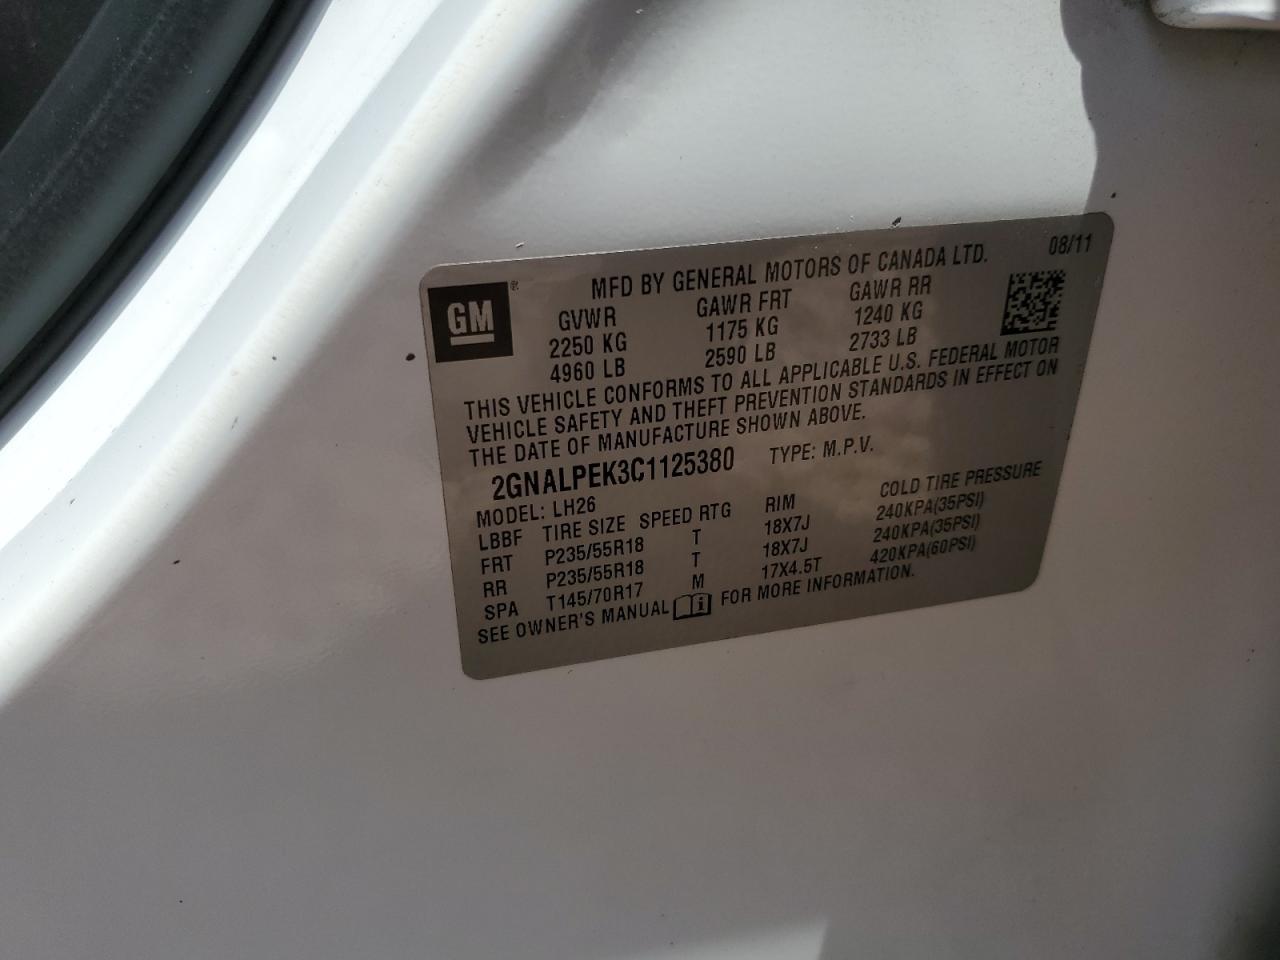 MFD BY GENERAL MOTORS OF CANADA LTD. 08/11
GM®
GVWR GAWR FRT GAWR RR
2250 KG 1175 KG 1240 KG
4960 LB 2590 LB 2733 LB
THIS VEHICLE CONFORMS TO ALL APPLICABLE U.S. FEDERAL MOTOR
VEHICLE SAFETY AND THEFT PREVENTION STANDARDS IN EFFECT ON
THE DATE OF MANUFACTURE SHOWN ABOVE.
2GNALPEK3C1125380 TYPE: M.P.V.
MODEL: LH26
LBBF TIRE SIZE SPEED RTG RIM COLD TIRE PRESSURE
FRT P235/55R18 T 18X7J 240KPA(35PSI)
RR P235/55R18 T 18X7J 240KPA(35PSI)
SPA T145/70R17 M 17X4.5T 420KPA(60PSI)
SEE OWNER'S MANUAL FOR MORE INFORMATION.